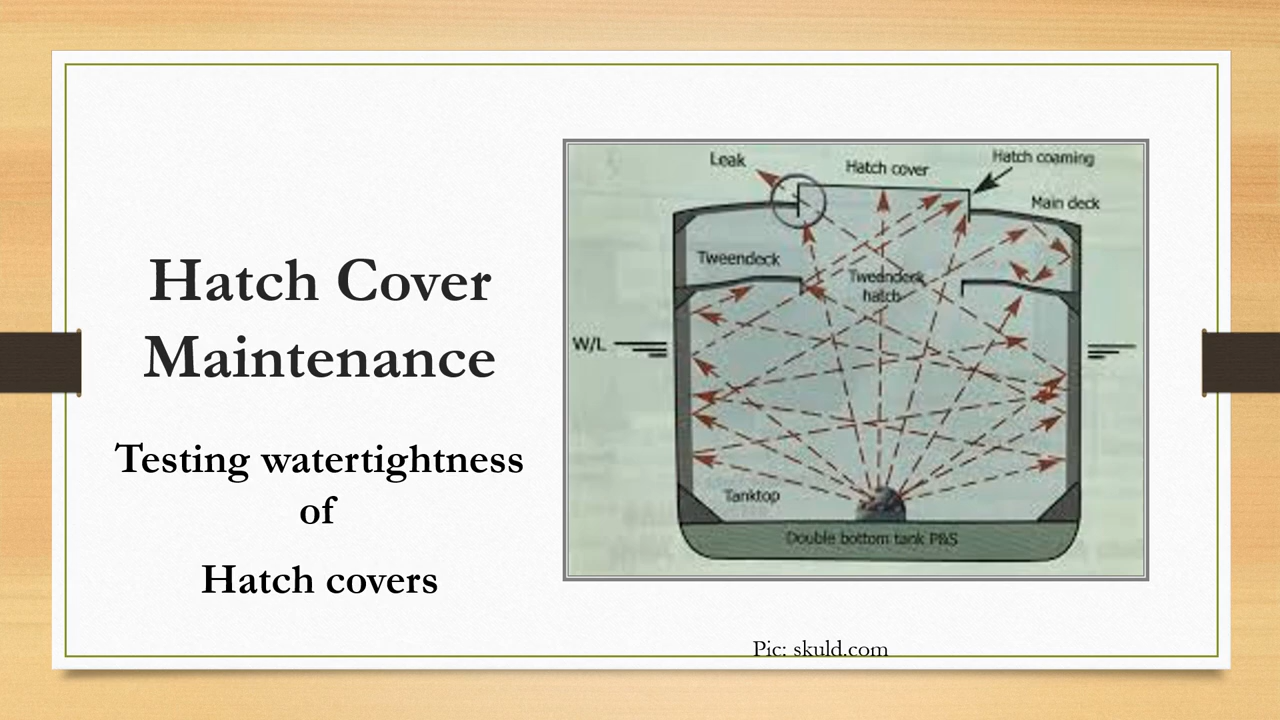 Hatch Cover
Maintenance
Testing watertightness
of
Hatch covers
Leak
Hatch cover
Hatch coaming
Main deck
Tweendeck
Tweendeck
hatch
W/L
Tanktop
Double bottom tank P&S
Pic: skuld.com